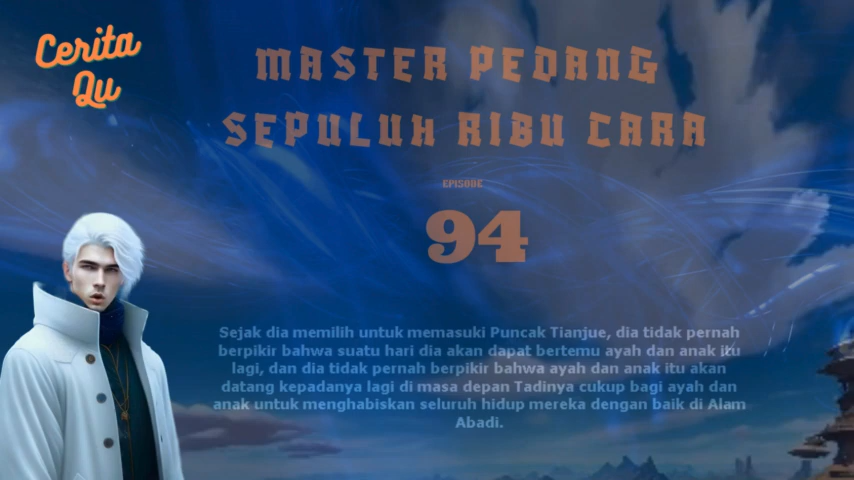 Cerita
Qu
MASTER PEDANG
SEPULUH RIBU CARA
EPISODE
94
Sejak dia memilih untuk memasuki Puncak Tianjue, dia tidak pernah
berpikir bahwa suatu hari dia akan dapat bertemu ayah dan anak itu
lagi, dan dia tidak pernah berpikir bahwa ayah dan anak itu akan
datang kepadanya lagi di masa depan Tadinya cukup bagi ayah dan
anak untuk menghabiskan seluruh hidup mereka dengan baik di Alam
Abadi.